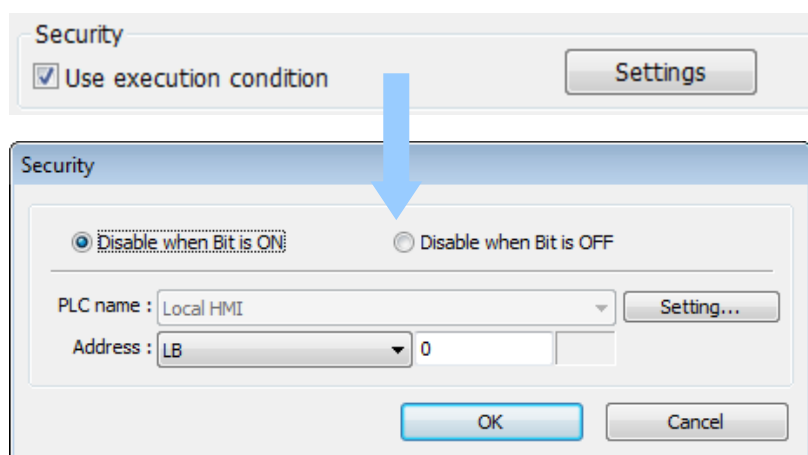 Security
Use execution condition Settings
Security
Disable when Bit is ON Disable when Bit is OFF
PLC name : Local HMI Setting...
Address : LB 0
OK Cancel